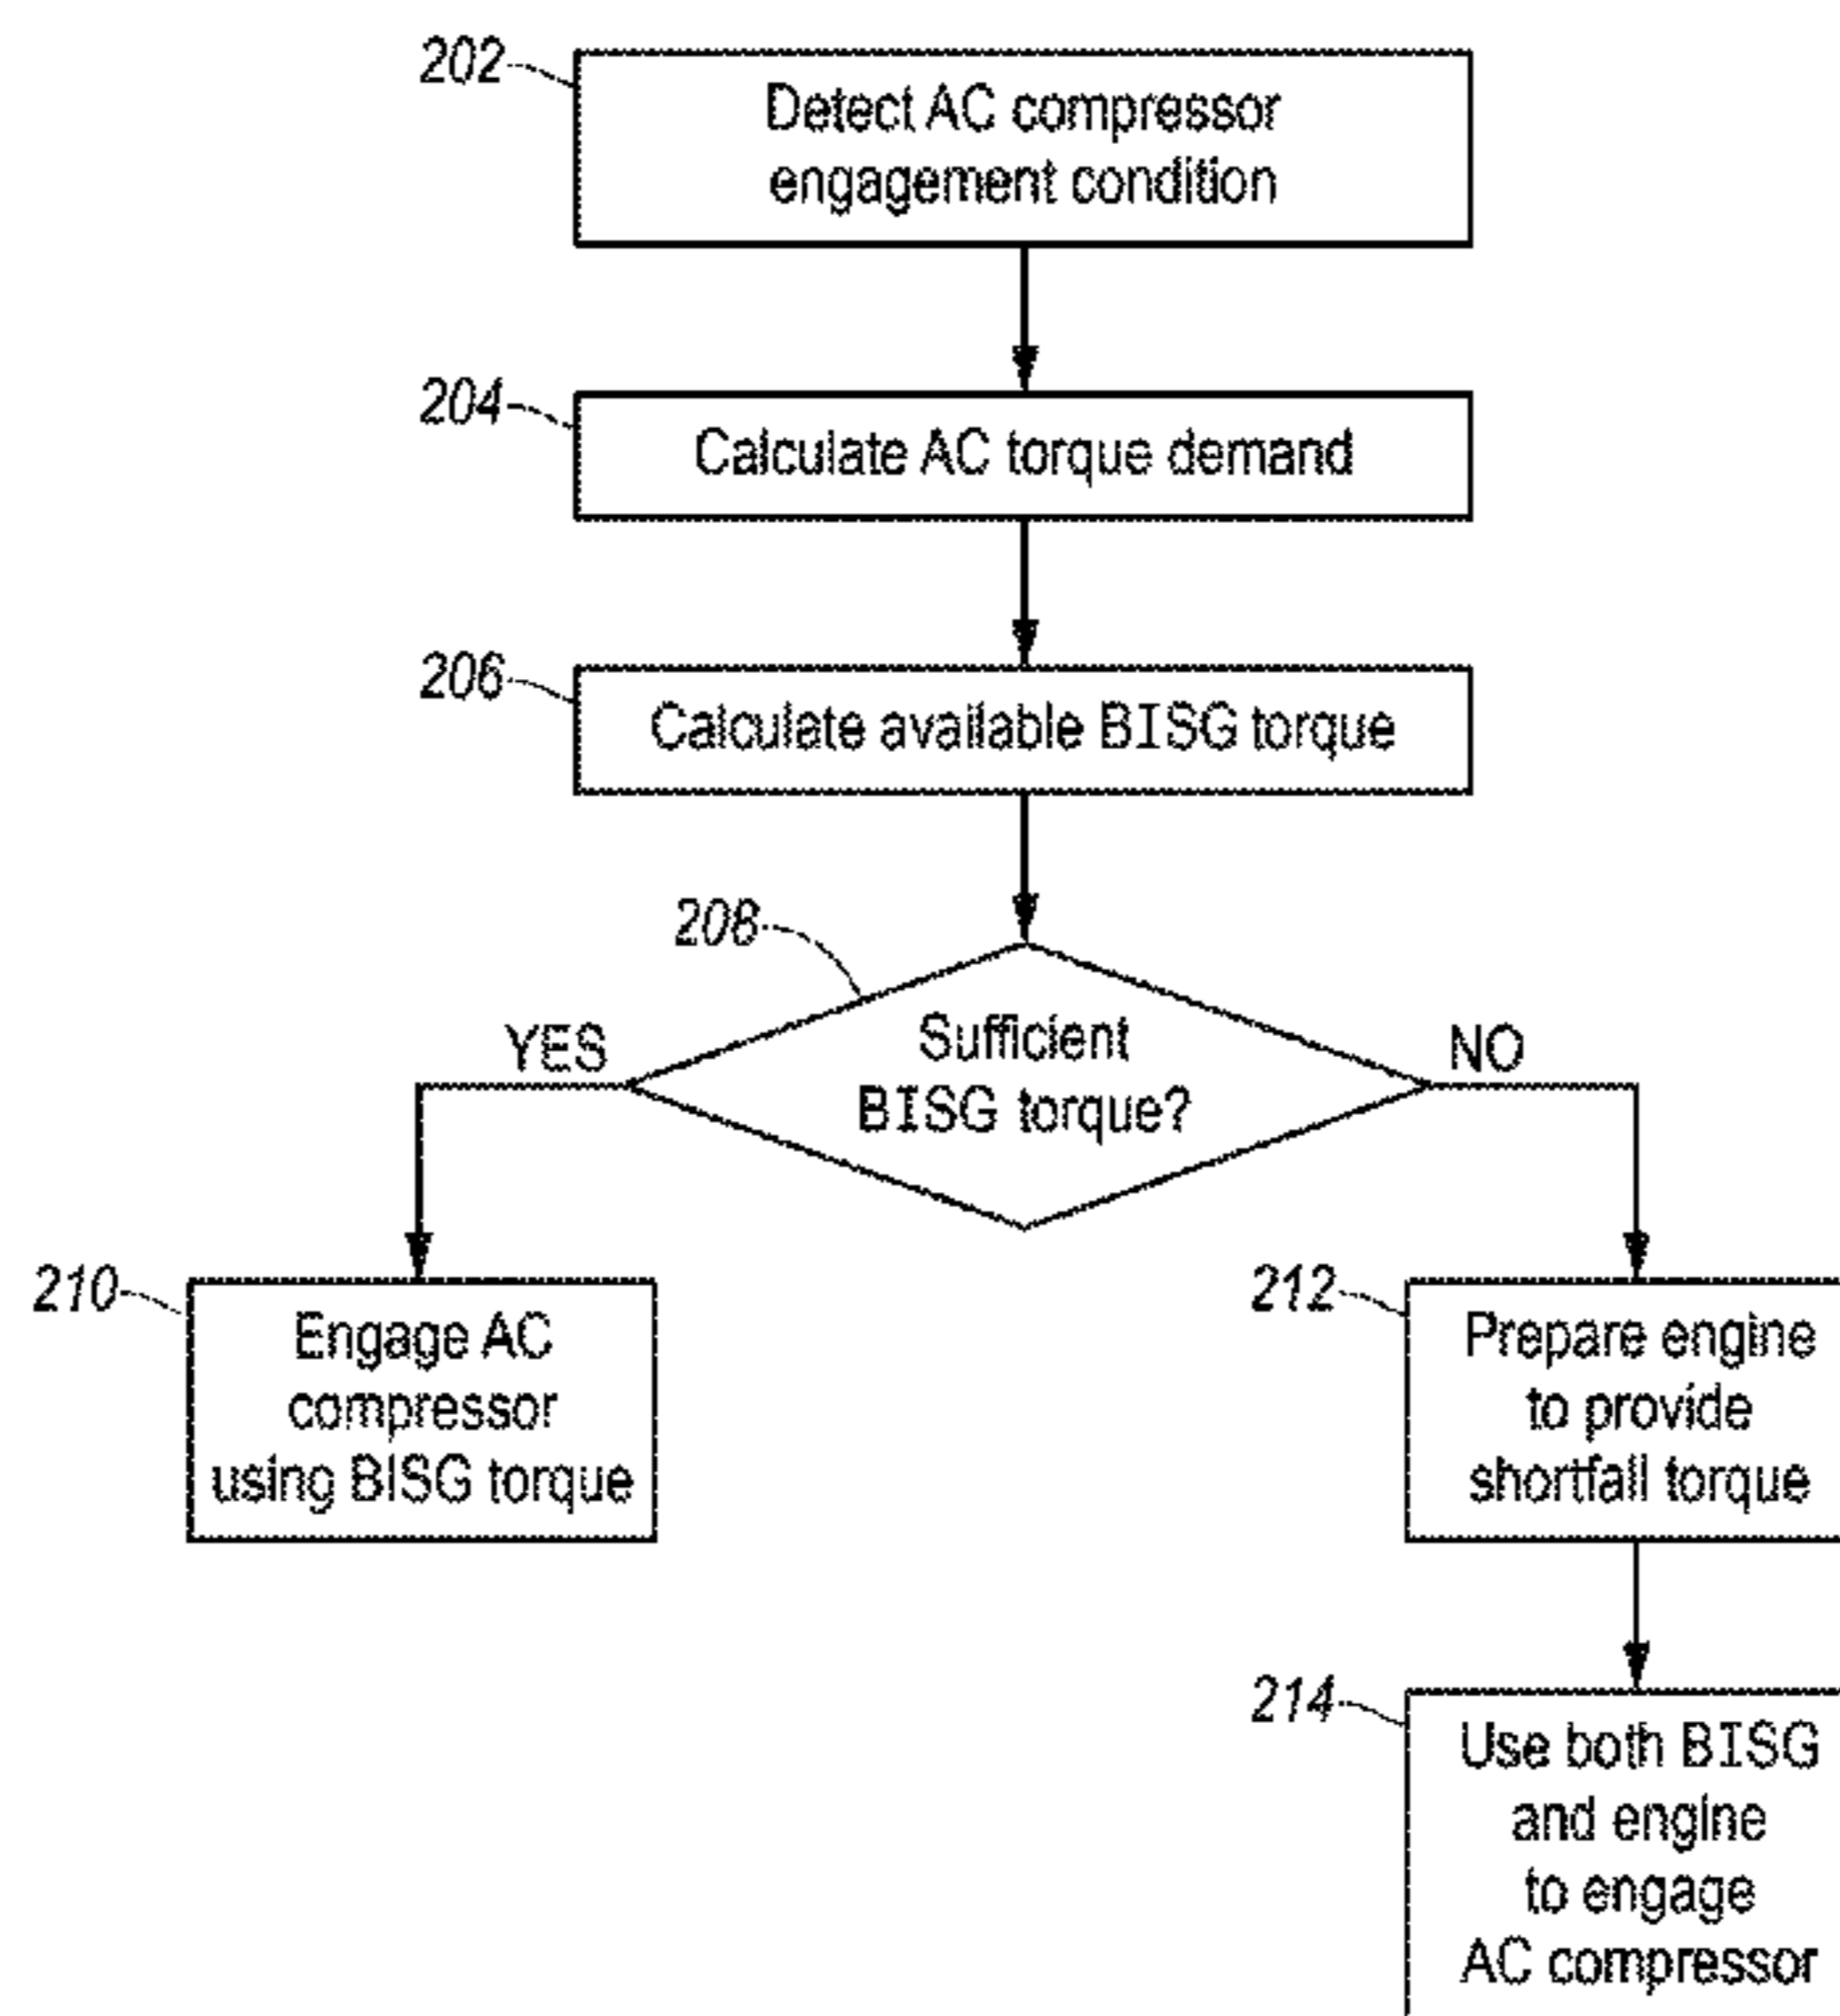 202
Detect AC compressor
engagement condition
204
Calculate AC torque demand
206
Calculate available BISG torque
208
Sufficient
BISG torque?
YES
NO
210
Engage AC
compressor
using BISG torque
212
Prepare engine
to provide
shortfall torque
214
Use both BISG
and engine
to engage
AC compressor